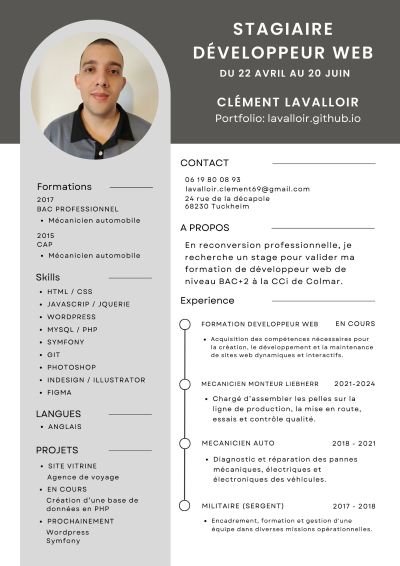 STAGIAIRE
DÉVELOPPEUR WEB
DU 22 AVRIL AU 20 JUIN
CLÉMENT LAVALLOIR
Portfolio: lavalloir.github.io
CONTACT
06 19 80 08 93
lavalloir.clement69@gmail.com
24 rue de la décapole
68230 Tuckheim
A PROPOS
En reconversion professionnelle, je
recherche un stage pour valider ma
formation de développeur web de
niveau BAC+2 à la CCi de Colmar.
Experience
FORMATION DEVELOPPEUR WEB EN COURS
Acquisition des compétences nécessaires pour
la création, le développement et la maintenance
de sites web dynamiques et interactifs.
MECANICIEN MONTEUR LIEBHERR 2021-2024
Chargé d'assembler les pelles sur la
ligne de production, la mise en route,
essais et contrôle qualité.
MECANICIEN AUTO 2018 - 2021
Diagnostic et réparation des pannes
mécaniques, électriques et
électroniques des véhicules.
MILITAIRE (SERGENT) 2017 - 2018
Encadrement, formation et gestion d'une
équipe dans diverses missions opérationnelles.
Formations
2017
BAC PROFESSIONNEL
Mécanicien automobile
2015
CAP
Mécanicien automobile
Skills
HTML / CSS
JAVASCRIP / JQUERIE
WORDPRESS
MYSQL / PHP
SYMFONY
GIT
PHOTOSHOP
INDESIGN / ILLUSTRATOR
FIGMA
LANGUES
ANGLAIS
PROJETS
SITE VITRINE
Agence de voyage
EN COURS
Création d'une base de
données en PHP
PROCHAINEMENT
Wordpress
Symfony